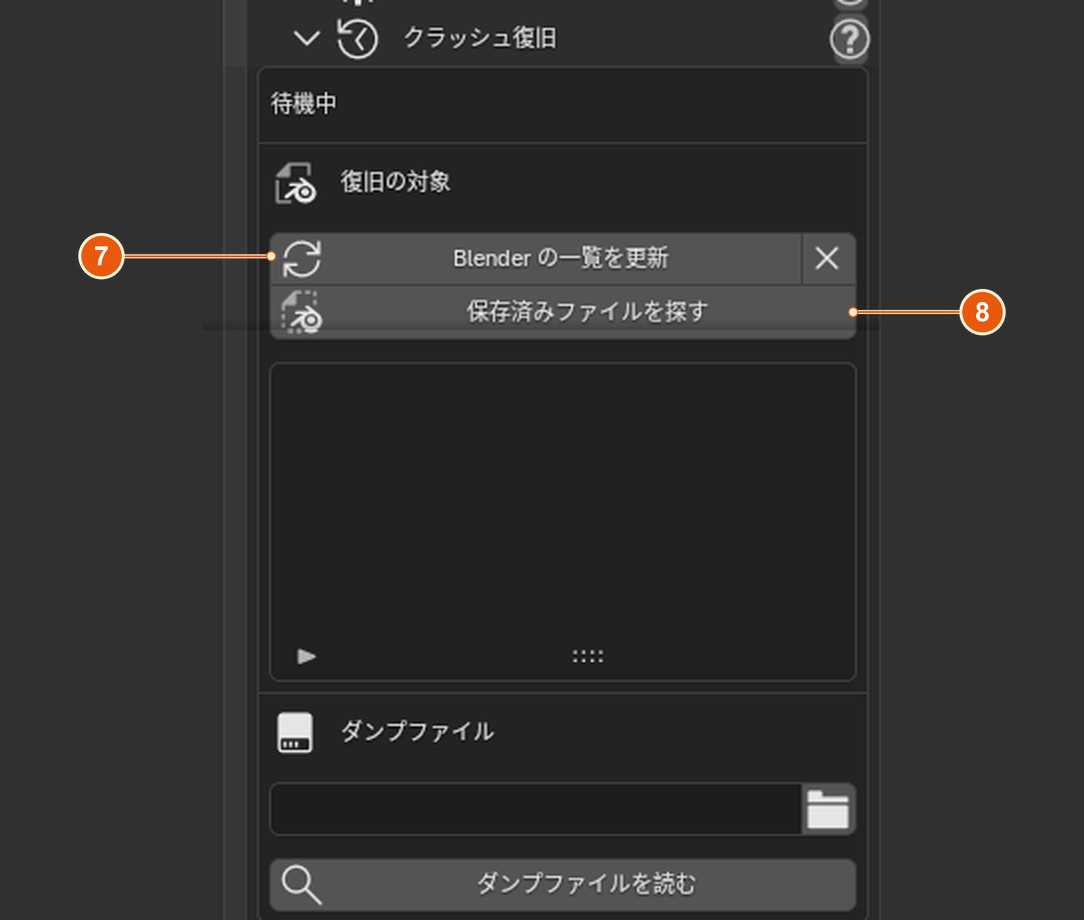 クラッシュ復旧
?
待機中
復旧の対象
7
Blender の一覧を更新
保存済みファイルを探す
8
ダンプファイル
ダンプファイルを読む